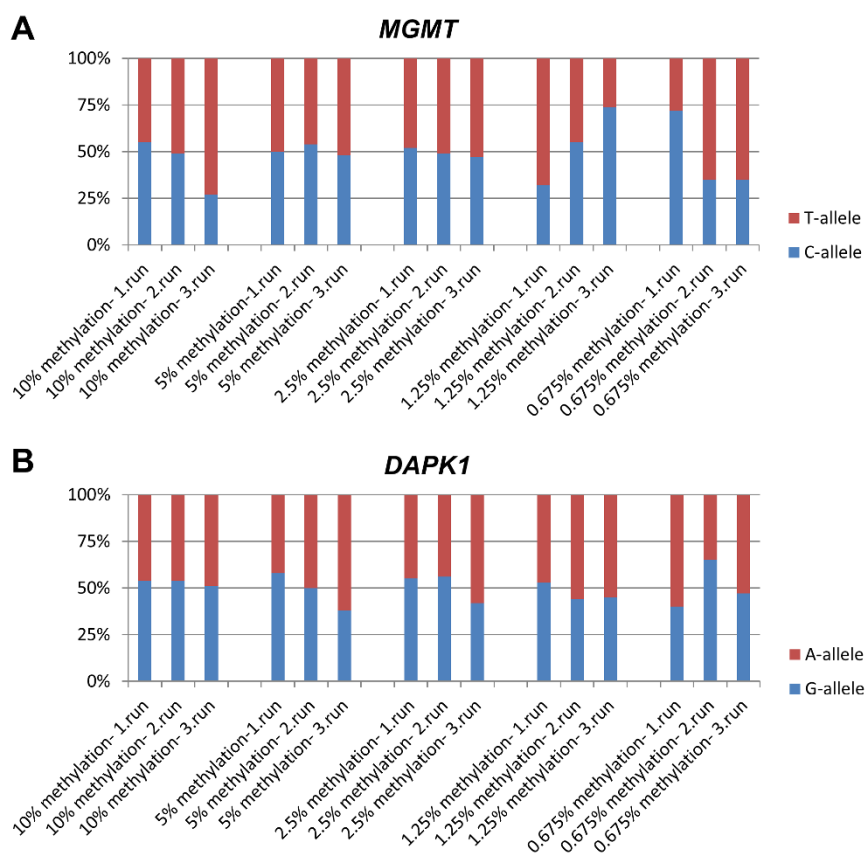 A
MGMT
100%
75%
50%
25%
0%
T-allele
C-allele
10% methylation- 1.run
10% methylation- 2.run
10% methylation- 3.run
5% methylation-1.run
5% methylation- 2.run
5% methylation- 3.run
2.5% methylation- 1.run
2.5% methylation- 2.run
2.5% methylation- 3.run
1.25% methylation- 1.run
1.25% methylation- 2.run
1.25% methylation- 3.run
0.675% methylation- 1.run
0.675% methylation- 2.run
0.675% methylation- 3.run
B
DAPK1
100%
75%
50%
25%
0%
A-allele
G-allele
10% methylation- 1.run
10% methylation- 2.run
10% methylation- 3.run
5% methylation-1.run
5% methylation- 2.run
5% methylation- 3.run
2.5% methylation- 1.run
2.5% methylation- 2.run
2.5% methylation- 3.run
1.25% methylation- 1.run
1.25% methylation- 2.run
1.25% methylation- 3.run
0.675% methylation- 1.run
0.675% methylation- 2.run
0.675% methylation- 3.run